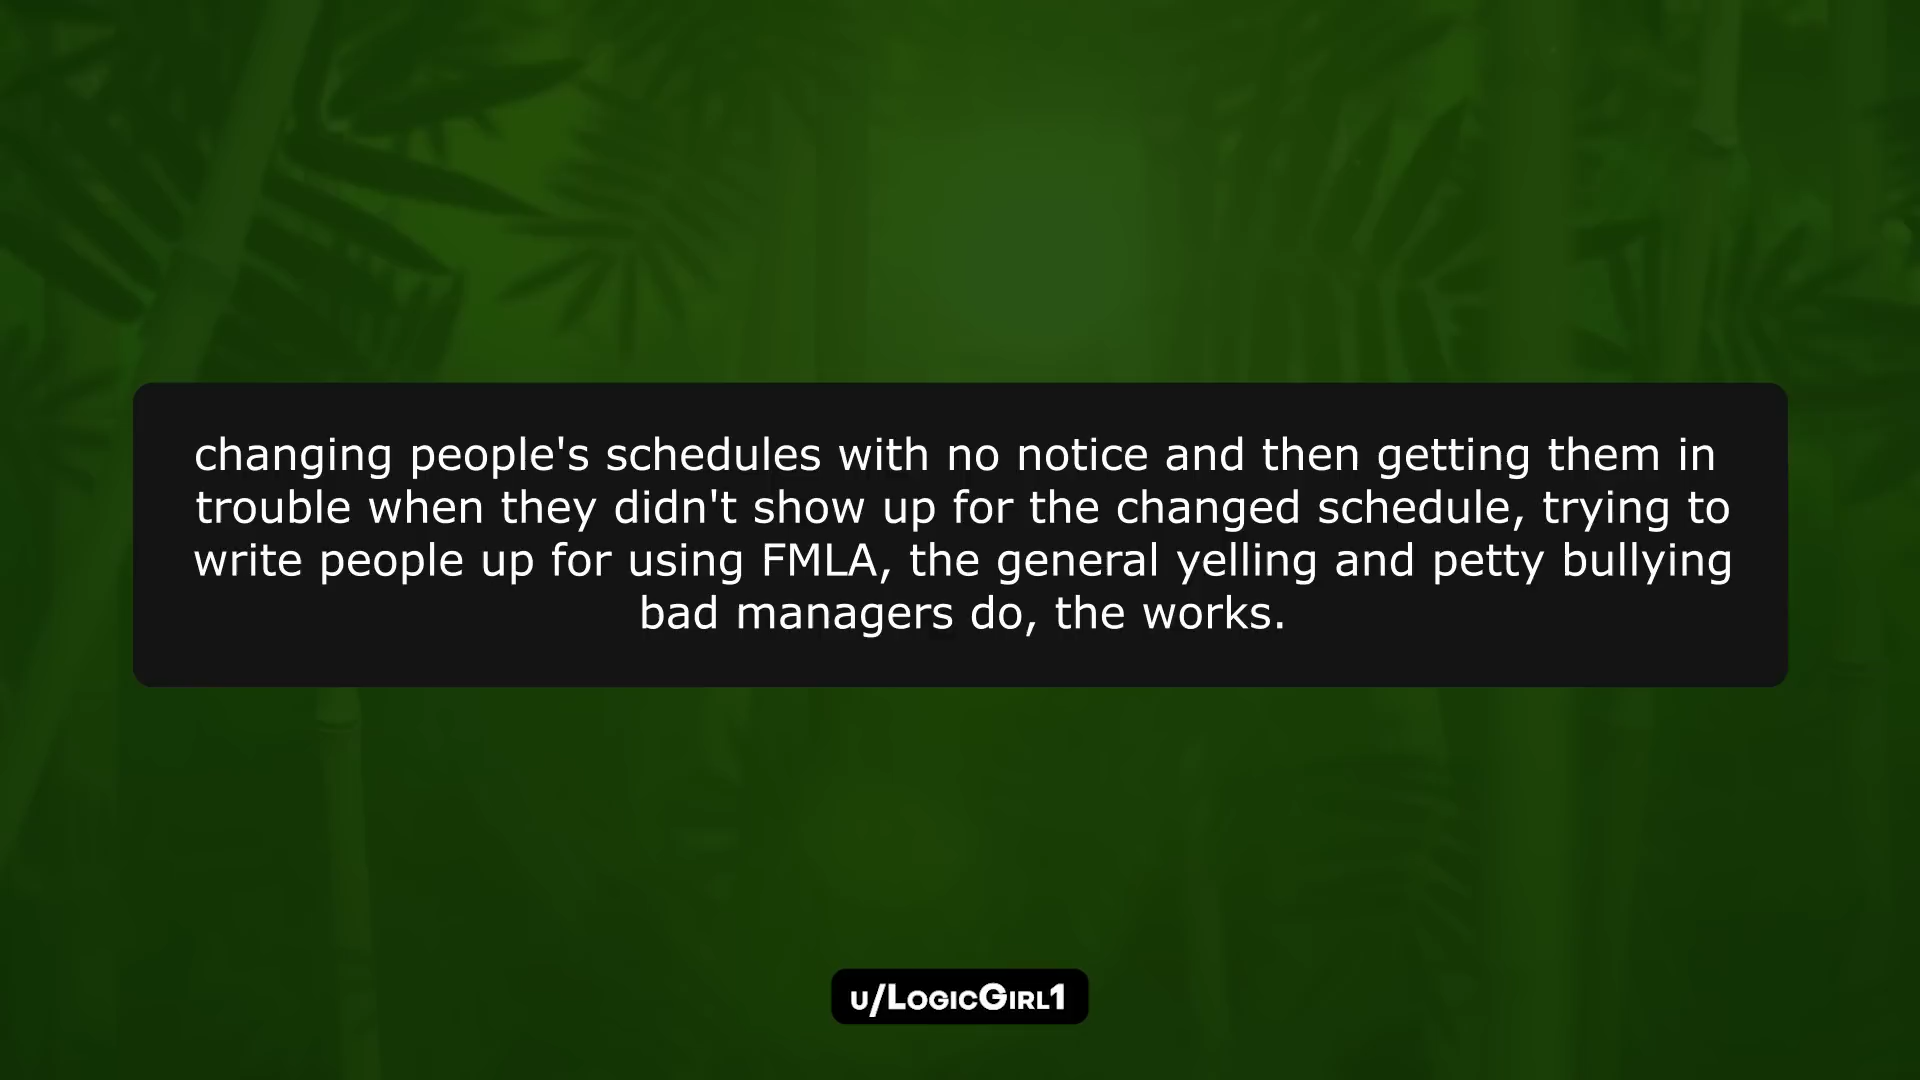 changing people's schedules with no notice and then getting them in
trouble when they didn't show up for the changed schedule, trying to
write people up for using FMLA, the general yelling and petty bullying
bad managers do, the works.
u/LogicGirl1